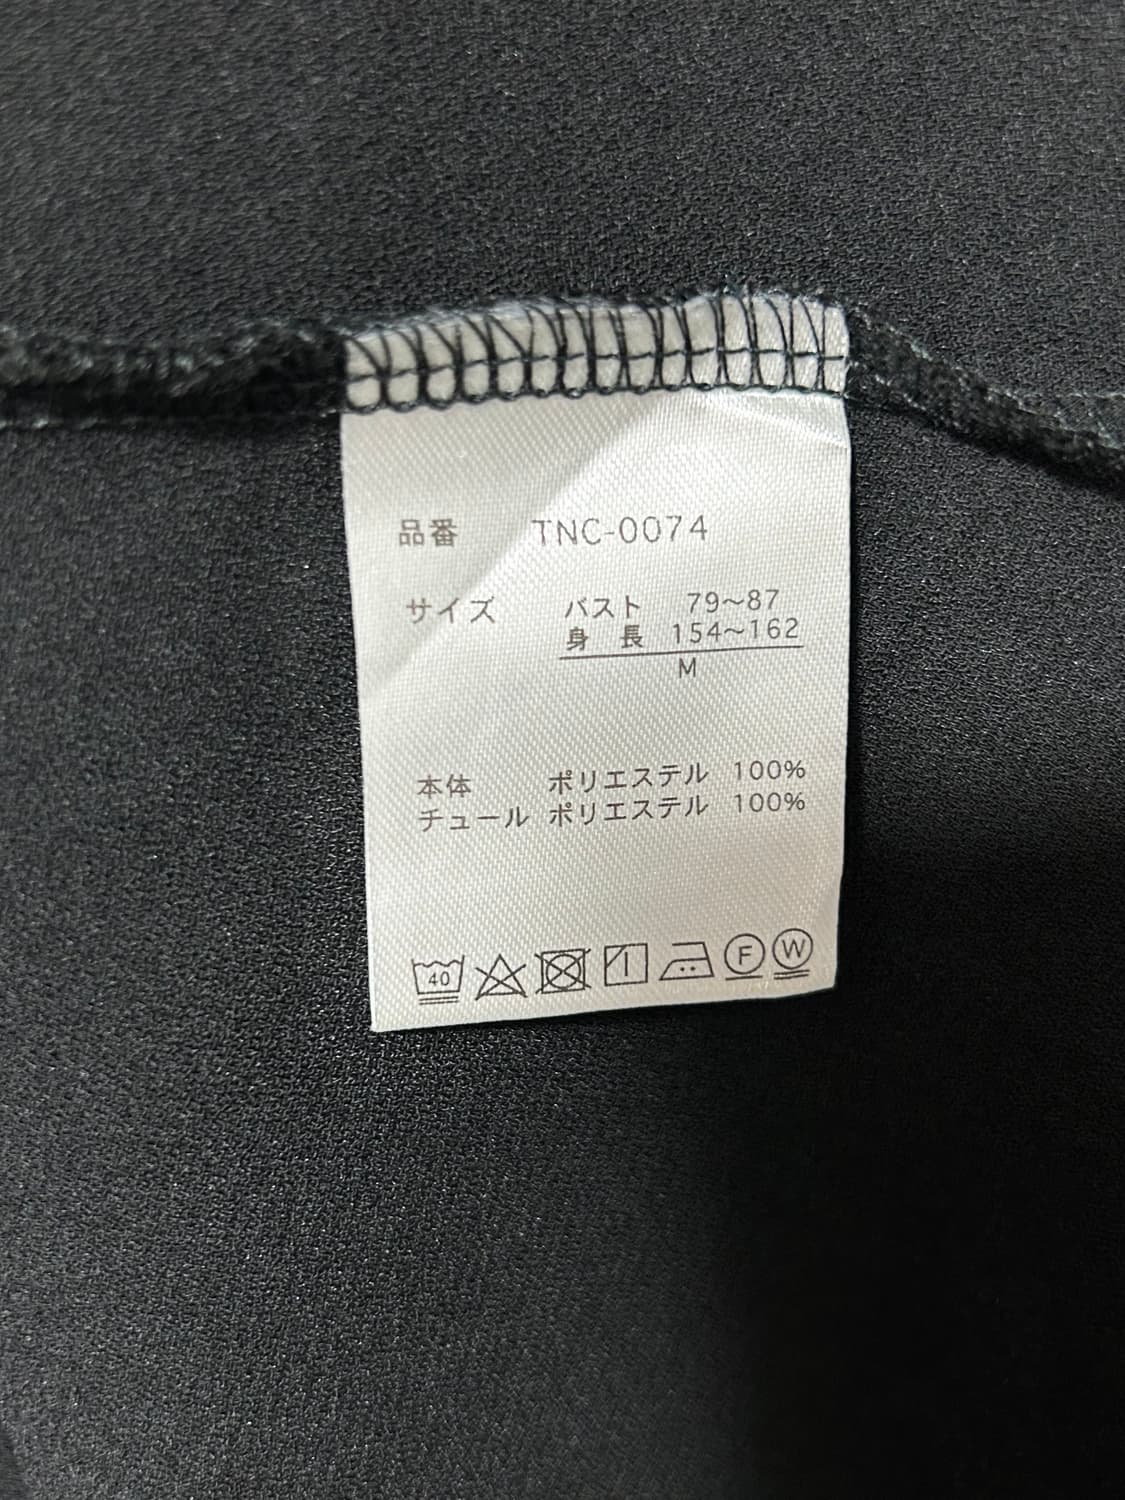 品番 TNC-0074
サイズ バスト 79～87
身長 154～162
M
本体 ポリエステル 100%
チュール ポリエステル 100%
40 F W